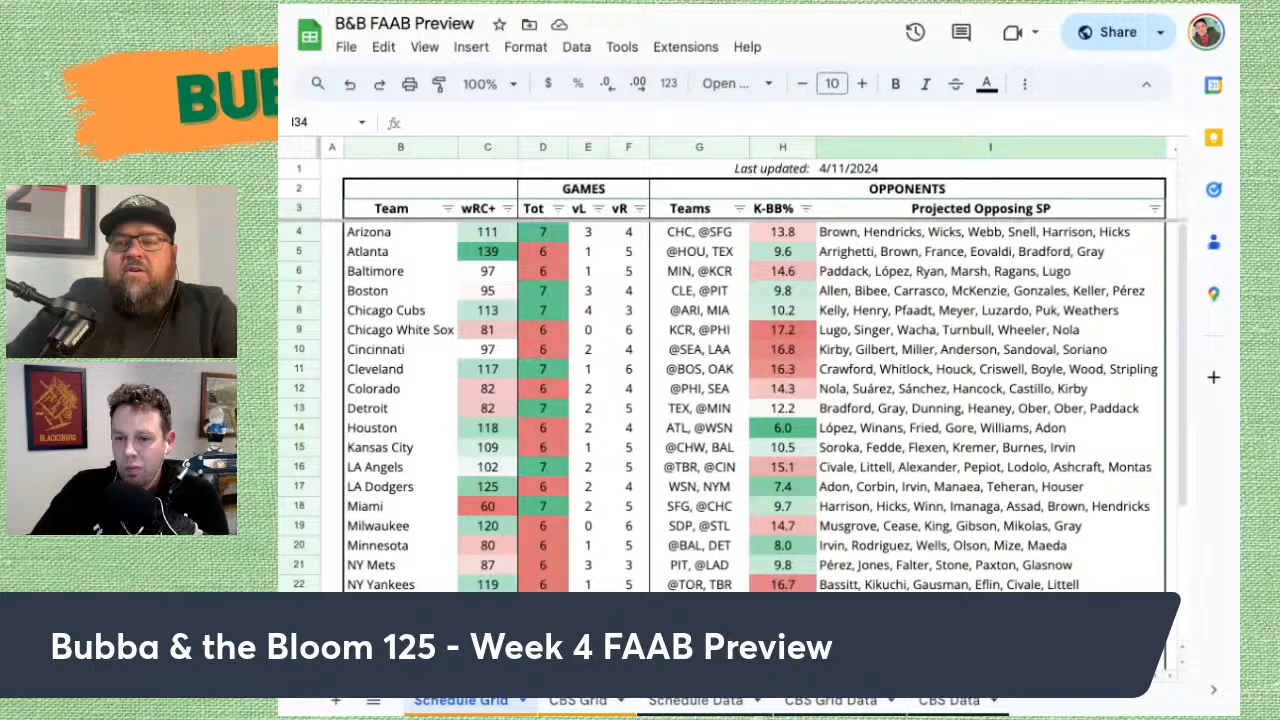 B&B FAAB Preview
File Edit View Insert Format Data Tools Extensions Help
Share
100% % .0 .00 123 Open ... 10 B I A
I34 fx
BUB
A B C D E F G H I
1 Last updated: 4/11/2024
2 GAMES OPPONENTS
3 Team wRC+ Tot vL vR Teams K-BB% Projected Opposing SP
4 Arizona 111 7 3 4 CHC, @SFG 13.8 Brown, Hendricks, Wicks, Webb, Snell, Harrison, Hicks
5 Atlanta 139 6 1 5 @HOU, TEX 9.6 Arrighetti, Brown, France, Eovaldi, Bradford, Gray
6 Baltimore 97 6 1 5 MIN, @KCR 14.6 Paddack, López, Ryan, Marsh, Ragans, Lugo
7 Boston 95 7 3 4 CLE, @PIT 9.8 Allen, Bibee, Carrasco, McKenzie, Gonzales, Keller, Pérez
8 Chicago Cubs 113 7 4 3 @ARI, MIA 10.2 Kelly, Henry, Pfaadt, Meyer, Luzardo, Puk, Weathers
9 Chicago White Sox 81 6 0 6 KCR, @PHI 17.2 Lugo, Singer, Wacha, Turnbull, Wheeler, Nola
10 Cincinnati 97 6 2 4 @SEA, LAA 16.8 Kirby, Gilbert, Miller, Anderson, Sandoval, Soriano
11 Cleveland 117 7 1 6 @BOS, OAK 16.3 Crawford, Whitlock, Houck, Criswell, Boyle, Wood, Stripling
12 Colorado 82 6 2 4 @PHI, SEA 14.3 Nola, Suárez, Sánchez, Hancock, Castillo, Kirby
13 Detroit 82 7 2 5 TEX, @MIN 12.2 Bradford, Gray, Dunning, Heaney, Ober, Ober, Paddack
14 Houston 118 6 2 4 ATL, @WSN 6.0 López, Winans, Fried, Gore, Williams, Adon
15 Kansas City 109 6 1 5 @CHW, BAL 10.5 Soroka, Fedde, Flexen, Kremer, Burnes, Irvin
16 LA Angels 102 7 2 5 @TBR, @CIN 15.1 Civale, Littell, Alexander, Pepiot, Lodolo, Ashcraft, Montas
17 LA Dodgers 125 6 2 4 WSN, NYM 7.4 Adon, Corbin, Irvin, Manaea, Teheran, Houser
18 Miami 60 7 2 5 SFG, @CHC 9.7 Harrison, Hicks, Winn, Imanaga, Assad, Brown, Hendricks
19 Milwaukee 120 6 0 6 SDP, @STL 14.7 Musgrove, Cease, King, Gibson, Mikolas, Gray
20 Minnesota 80 6 1 5 @BAL, DET 8.0 Irvin, Rodriguez, Wells, Olson, Mize, Maeda
21 NY Mets 87 6 3 3 PIT, @LAD 9.8 Pérez, Jones, Falter, Stone, Paxton, Glasnow
22 NY Yankees 119 6 1 5 @TOR, TBR 16.7 Bassitt, Kikuchi, Gausman, Eflin, Civale, Littell
BLACKSBURG
Bubba & the Bloom 125 - Week 4 FAAB Preview
Schedule Grid CBS Grid Schedule Data CBS Grid Data CBS Data